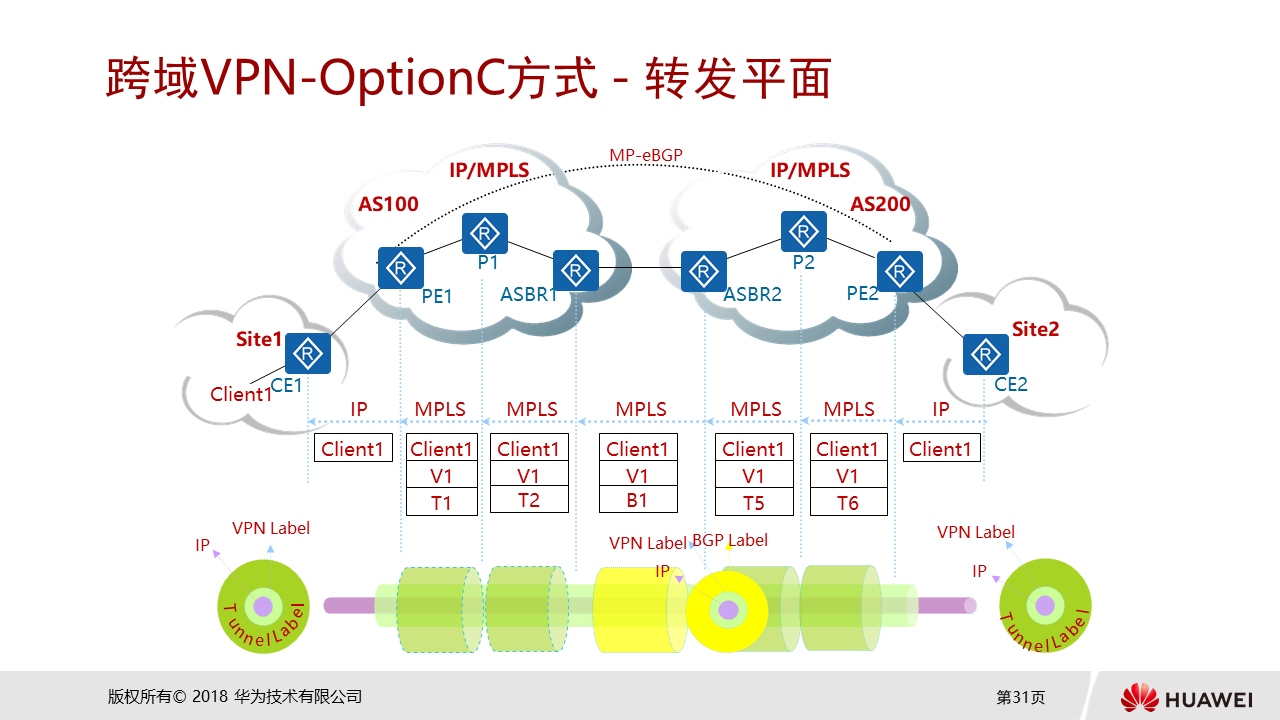 跨域VPN-OptionC方式 - 转发平面
MP-eBGP
IP/MPLS
IP/MPLS
AS100
AS200
R
R
R
R
R
R
P1
P2
PE1
ASBR1
ASBR2
PE2
Site1
Site2
R
R
Client1
CE1
CE2
IP
MPLS
MPLS
MPLS
MPLS
MPLS
IP
Client1
Client1
Client1
Client1
Client1
Client1
Client1
V1
V1
V1
V1
V1
T1
T2
B1
T5
T6
VPN Label
IP
VPN Label
BGP Label
IP
VPN Label
IP
Tunnel Label
Tunnel Label
版权所有© 2018 华为技术有限公司
第31页
HUAWEI